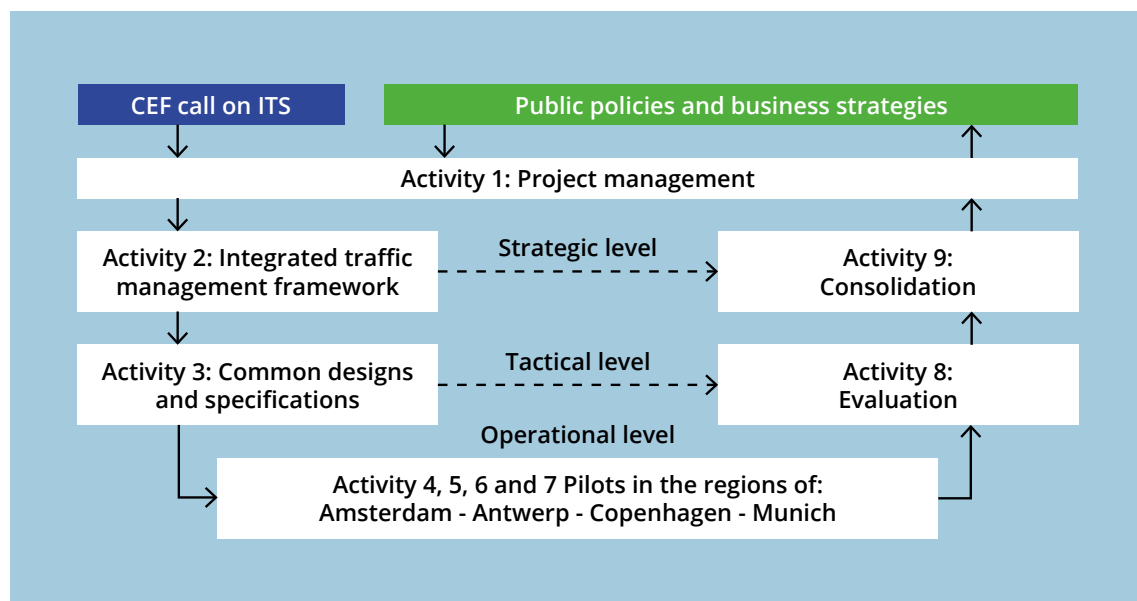 CEF call on ITS
Public policies and business strategies
Activity 1: Project management
Activity 2: Integrated traffic
management framework
Strategic level
Activity 9:
Consolidation
Activity 3: Common designs
and specifications
Tactical level
Activity 8:
Evaluation
Operational level
Activity 4, 5, 6 and 7 Pilots in the regions of:
Amsterdam - Antwerp - Copenhagen - Munich